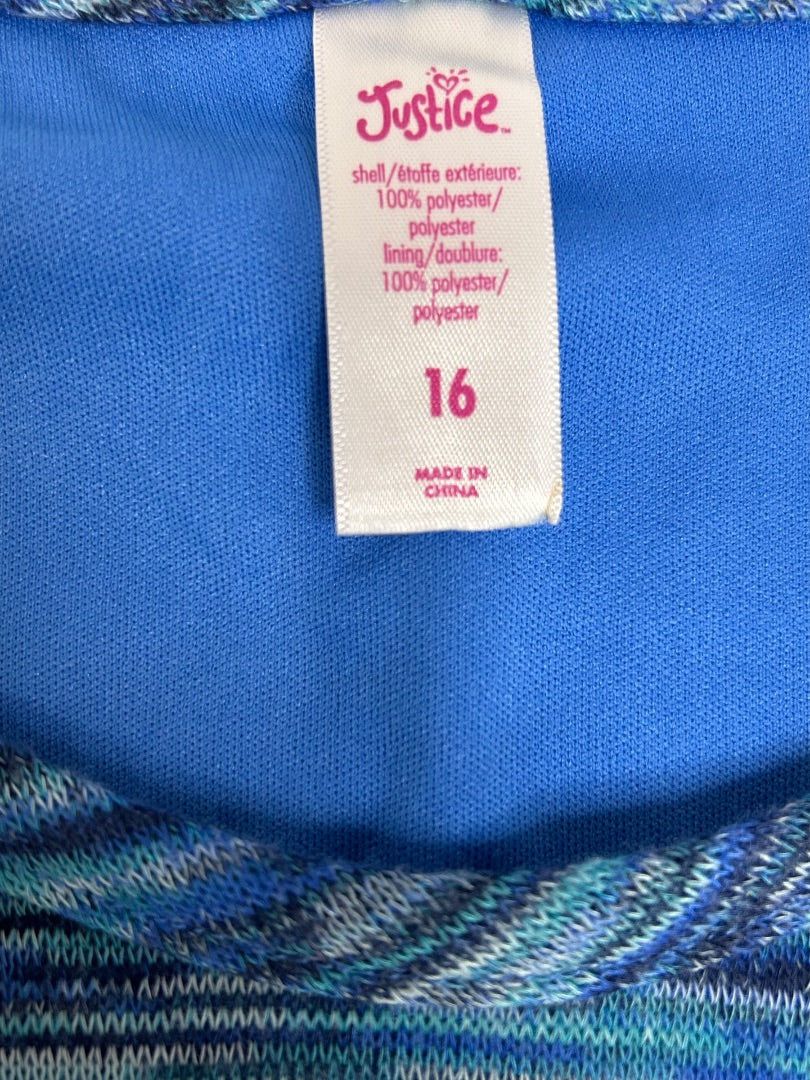 Justice™
shell/étoffe extérieure:
100% polyester/
polyester
lining/doublure:
100% polyester/
polyester
16
MADE IN
CHINA